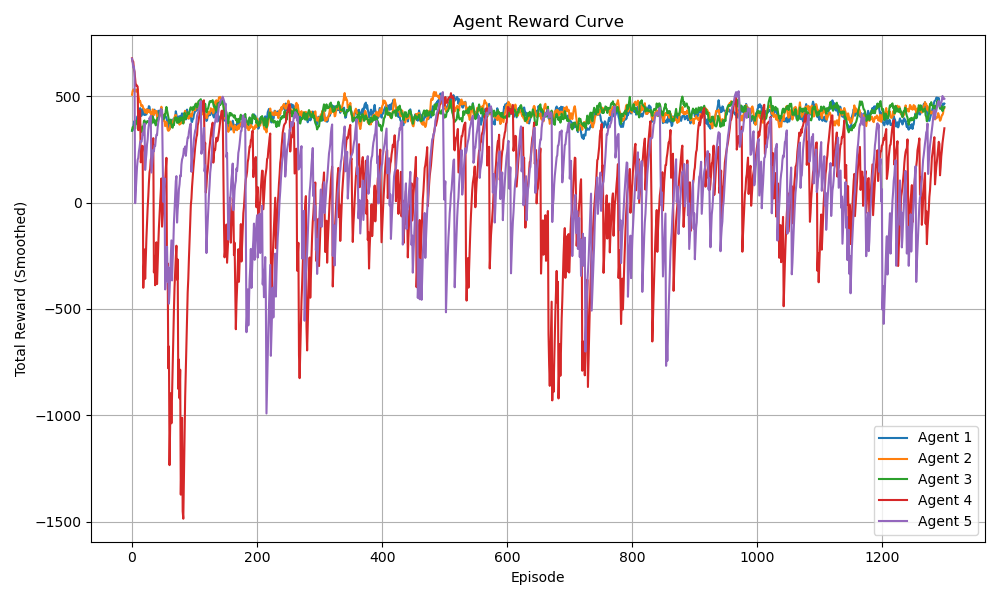 Agent Reward Curve
Total Reward (Smoothed)
500
0
−500
−1000
−1500
0 200 400 600 800 1000 1200
Episode
Agent 1
Agent 2
Agent 3
Agent 4
Agent 5